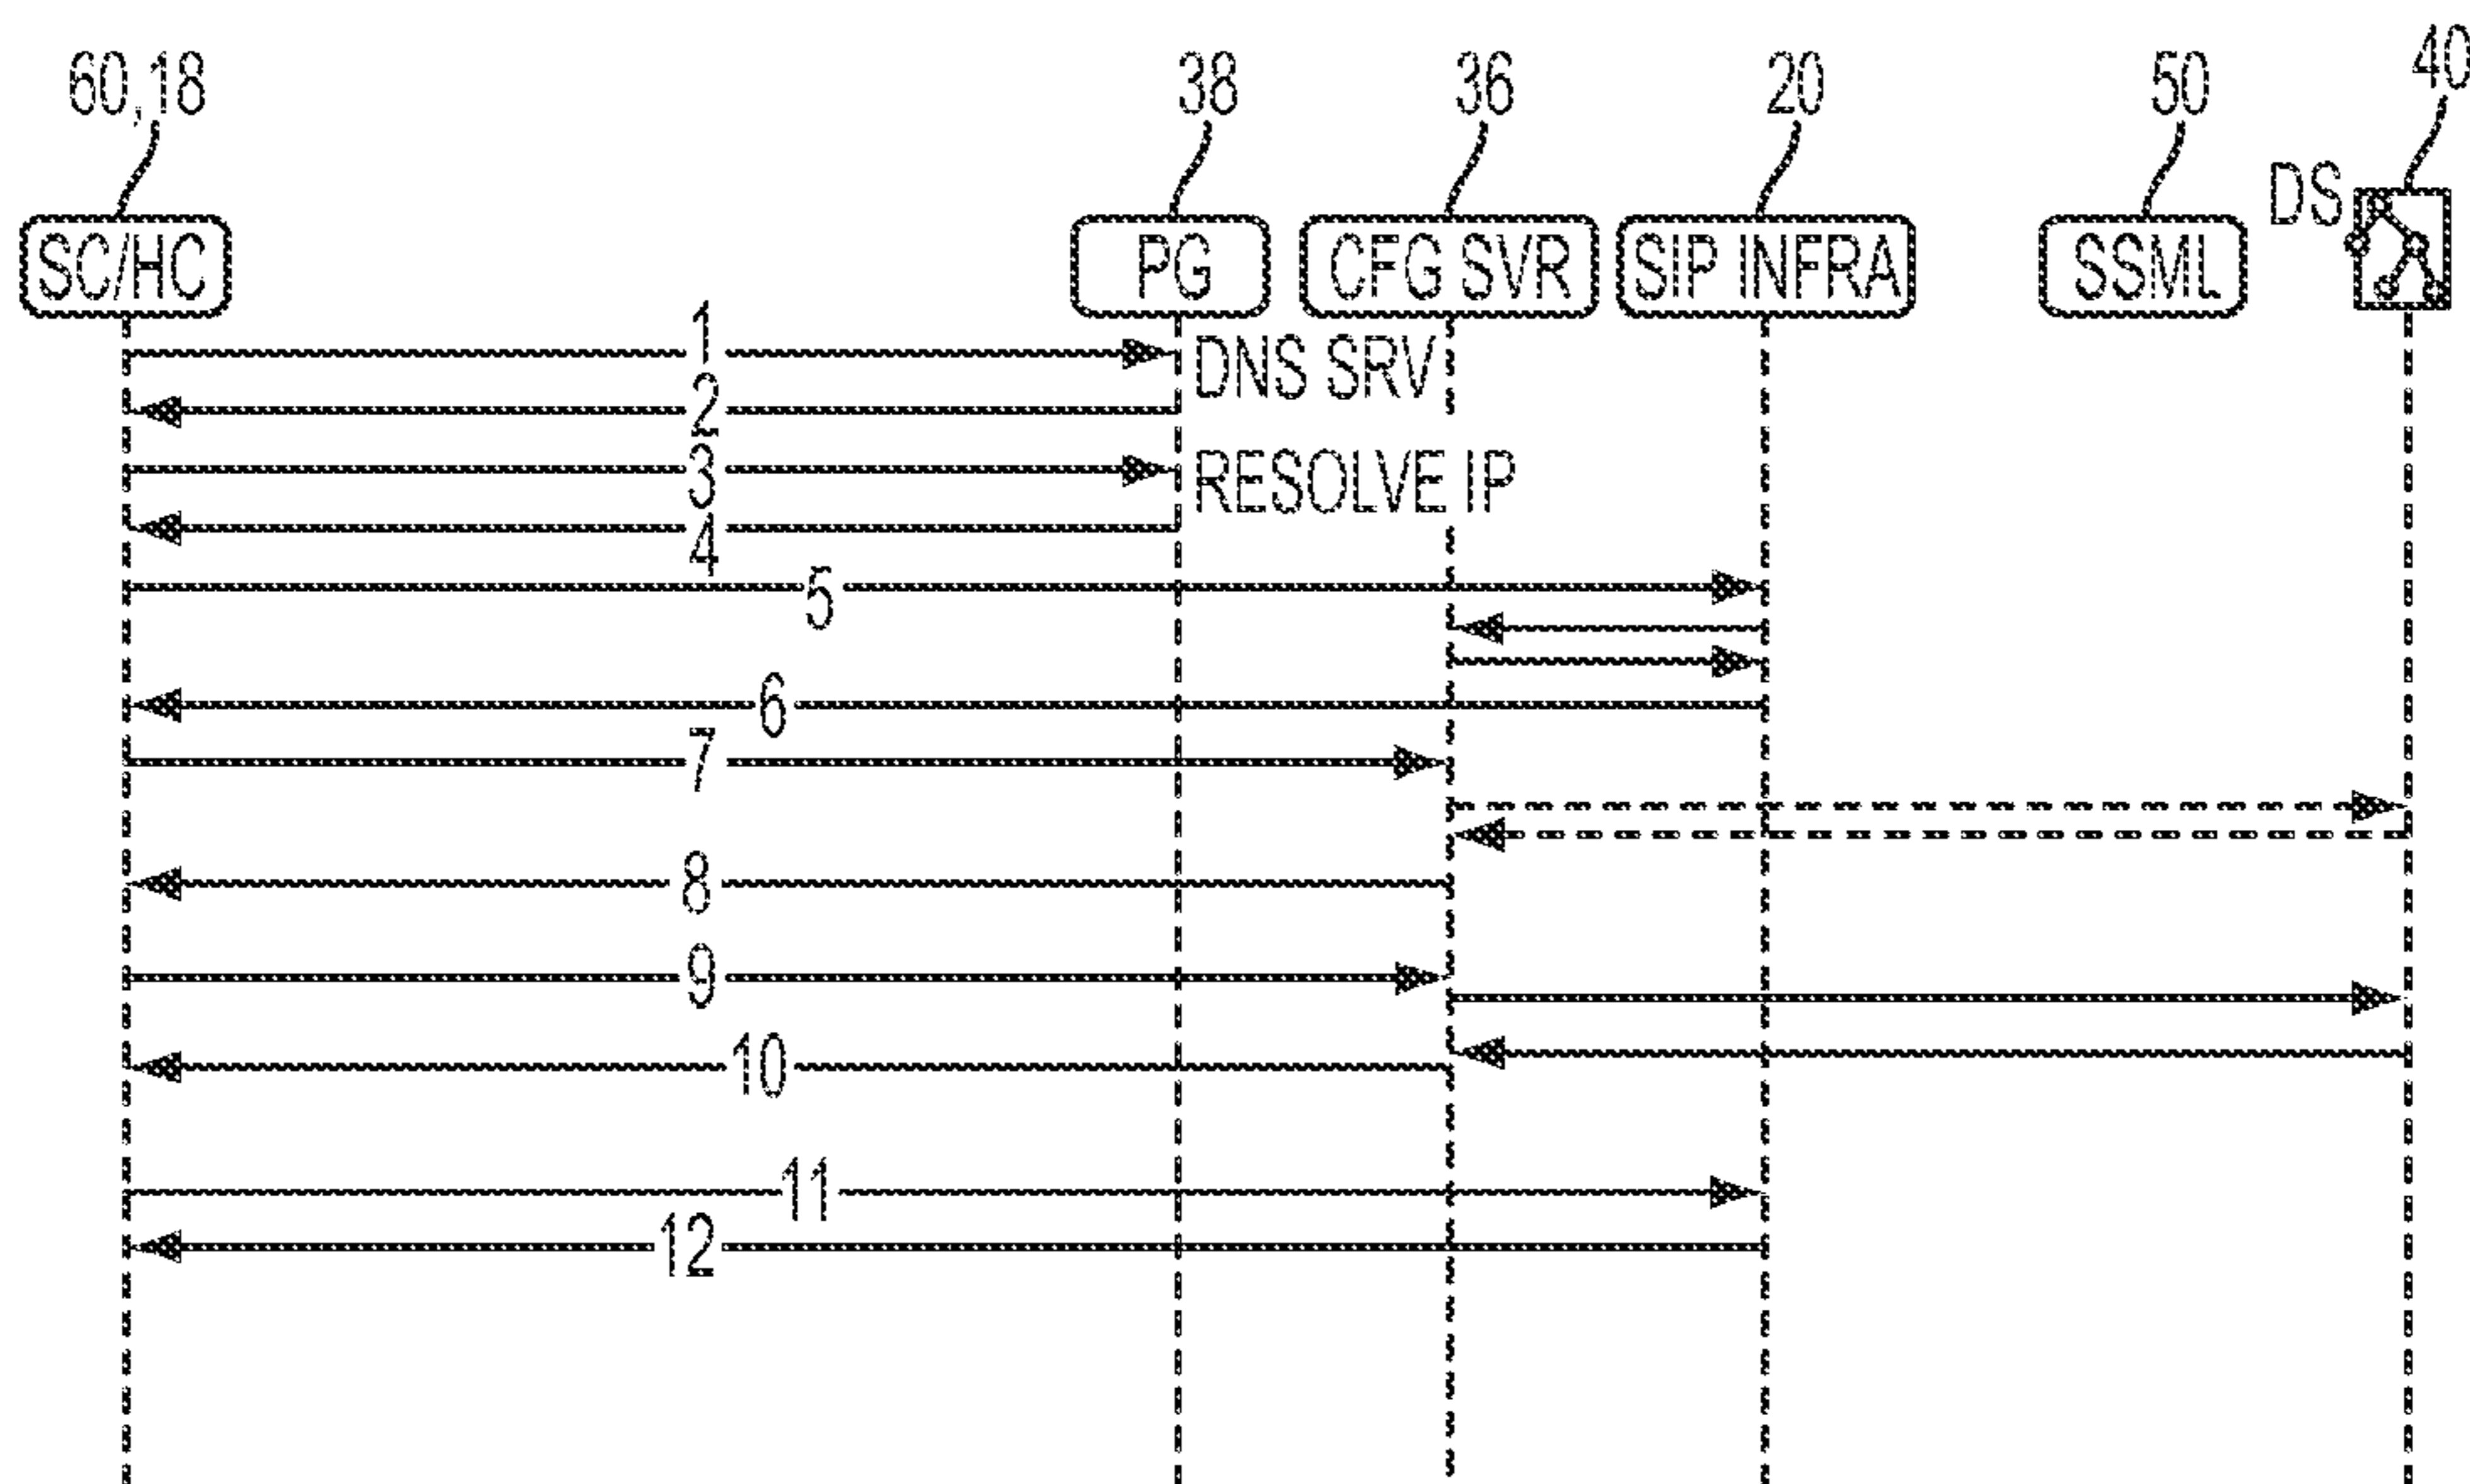 60,18 38 36 20 50 40
DS
SC/HC PG CFG SVR SIP INFRA SSML
1
DNS SRV
2
3
RESOLVE IP
4
5
6
7
8
9
10
11
12